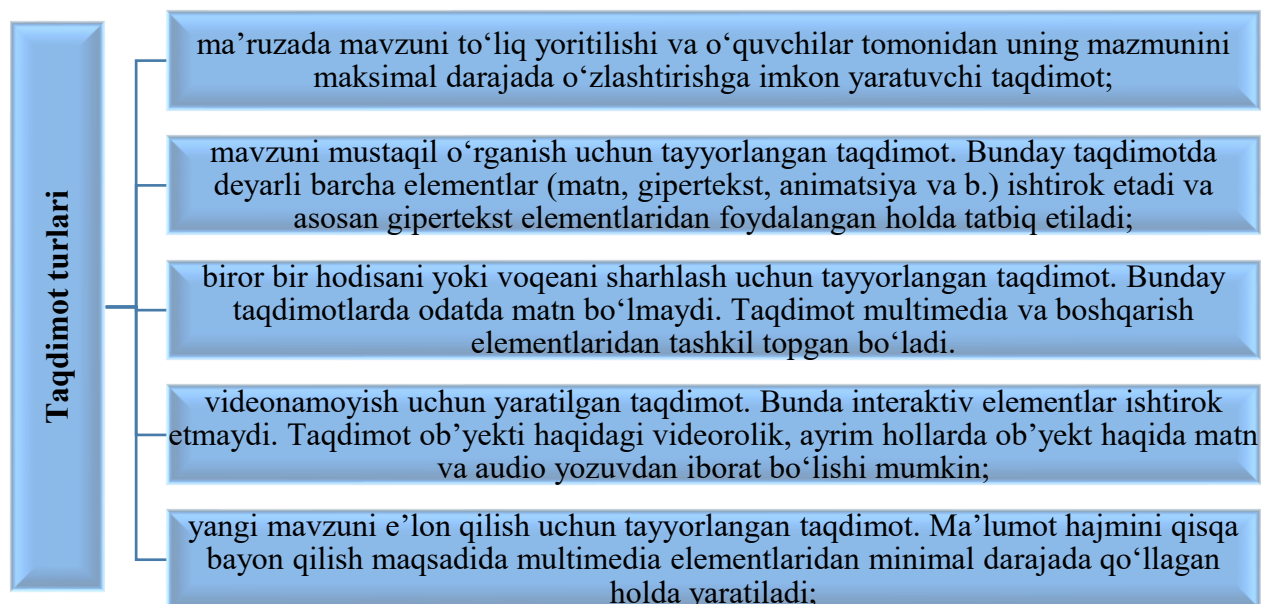 Taqdimot turlari
ma’ruzada mavzuni to‘liq yoritilishi va o‘quvchilar tomonidan uning mazmunini
maksimal darajada o‘zlashtirishga imkon yaratuvchi taqdimot;
mavzuni mustaqil o‘rganish uchun tayyorlangan taqdimot. Bunday taqdimotda
deyarli barcha elementlar (matn, gipertekst, animatsiya va b.) ishtirok etadi va
asosan gipertekst elementlaridan foydalangan holda tatbiq etiladi;
biror bir hodisani yoki voqeani sharhlash uchun tayyorlangan taqdimot. Bunday
taqdimotlarda odatda matn bo‘lmaydi. Taqdimot multimedia va boshqarish
elementlaridan tashkil topgan bo‘ladi.
videonamoyish uchun yaratilgan taqdimot. Bunda interaktiv elementlar ishtirok
etmaydi. Taqdimot ob’yekti haqidagi videorolik, ayrim hollarda ob’yekt haqida matn
va audio yozuvdan iborat bo‘lishi mumkin;
yangi mavzuni e’lon qilish uchun tayyorlangan taqdimot. Ma’lumot hajmini qisqa
bayon qilish maqsadida multimedia elementlaridan minimal darajada qo‘llagan
holda yaratiladi;